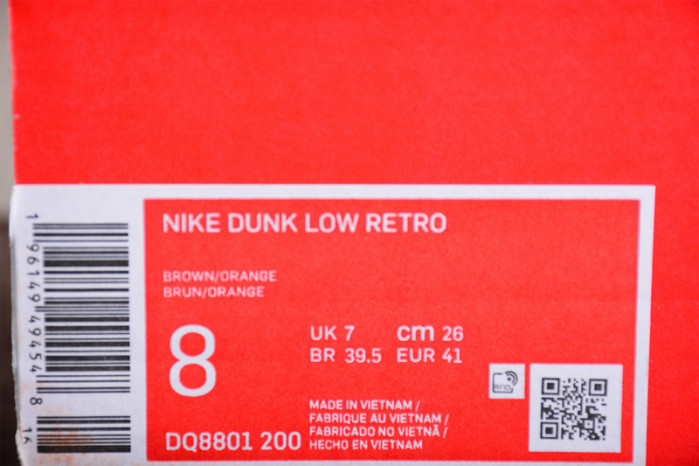 NIKE DUNK LOW RETRO
BROWN/ORANGE
BRUN/ORANGE
8
UK 7 cm 26
BR 39.5 EUR 41
MADE IN VIETNAM /
FABRIQUE AU VIETNAM /
FABRICADO NO VIETNÃ /
HECHO EN VIETNAM
DQ8801 200
1 96149 49454 8